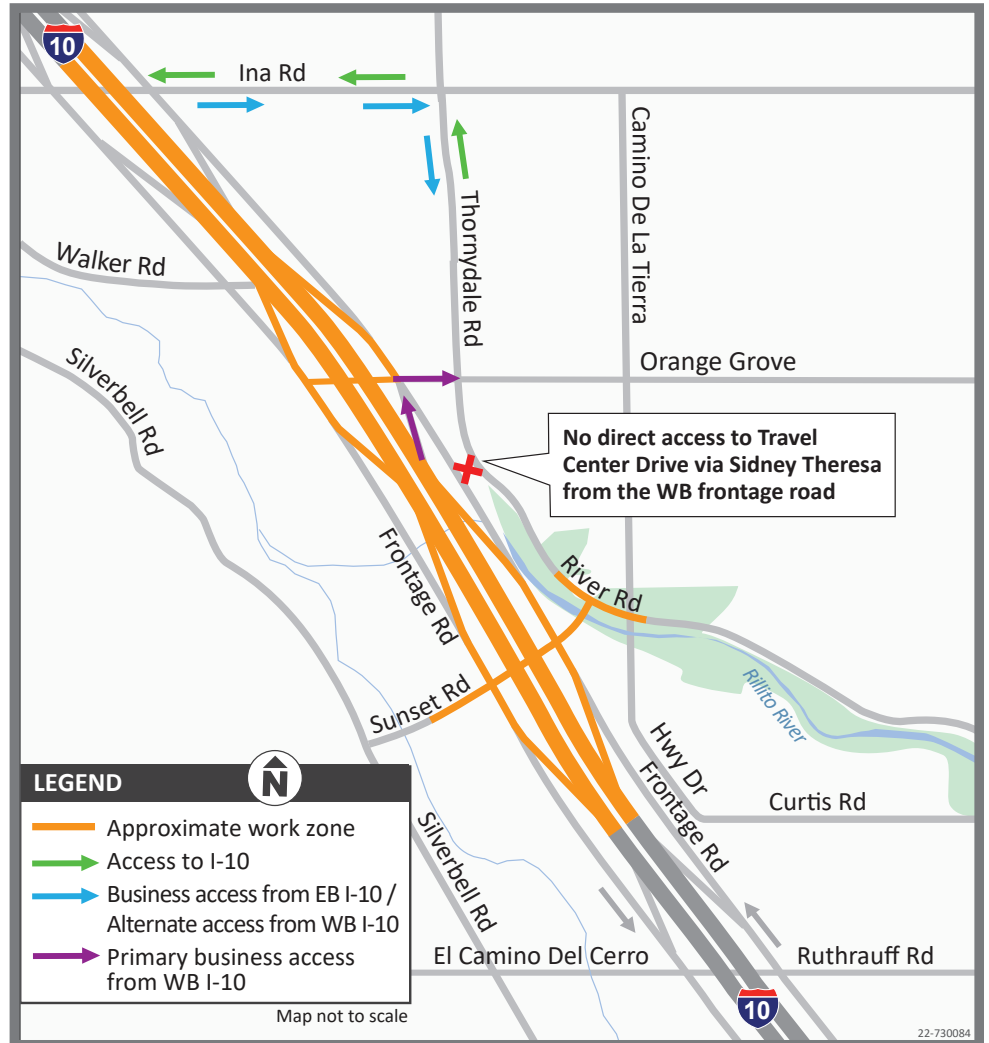 10
Ina Rd
Camino De La Tierra
Thornydale Rd
Walker Rd
Silverbell Rd
Orange Grove
No direct access to Travel
Center Drive via Sidney Theresa
from the WB frontage road
Frontage Rd
River Rd
Sunset Rd
Rillito River
Hwy Dr
Frontage Rd
Curtis Rd
LEGEND
N
Approximate work zone
Access to I-10
Business access from EB I-10 /
Alternate access from WB I-10
Primary business access
from WB I-10
Map not to scale
Silverbell Rd
El Camino Del Cerro
Ruthrauff Rd
10
22-730084